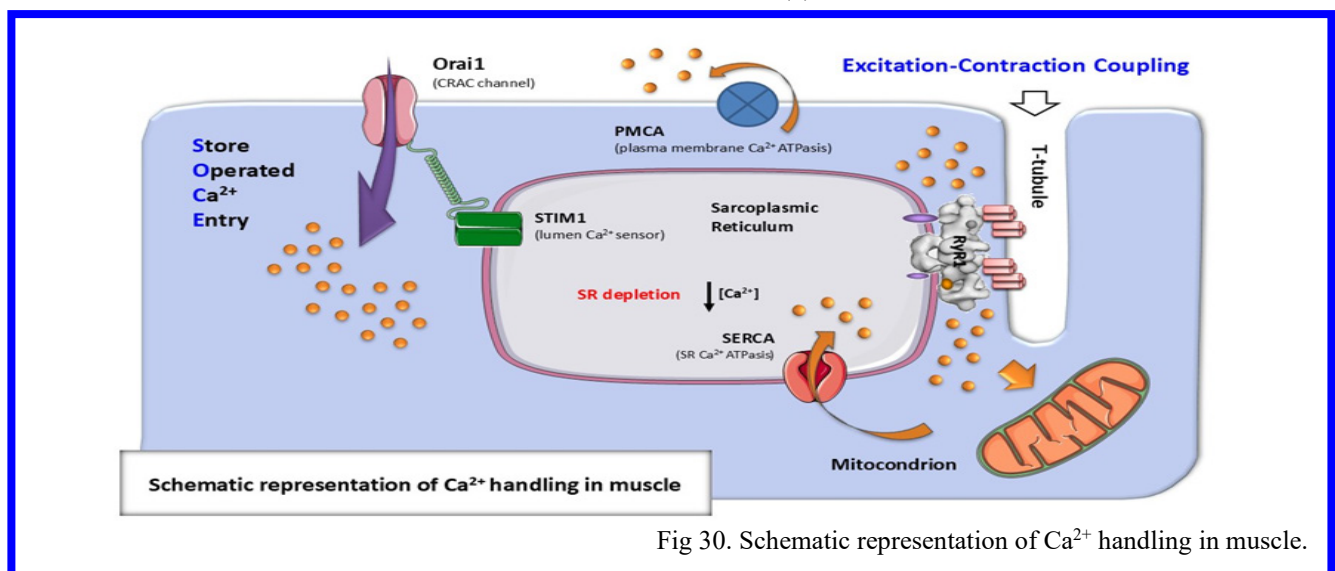 Orai1
(CRAC channel)
Excitation-Contraction Coupling
PMCA
(plasma membrane Ca²⁺ ATPasis)
T-tubule
Store
Operated
Ca²⁺
Entry
STIM1
(lumen Ca²⁺ sensor)
Sarcoplasmic
Reticulum
RyR1
SR depletion
[Ca²⁺]
SERCA
(SR Ca²⁺ ATPasis)
Mitocondrion
Schematic representation of Ca²⁺ handling in muscle
Fig 30. Schematic representation of Ca²⁺ handling in muscle.